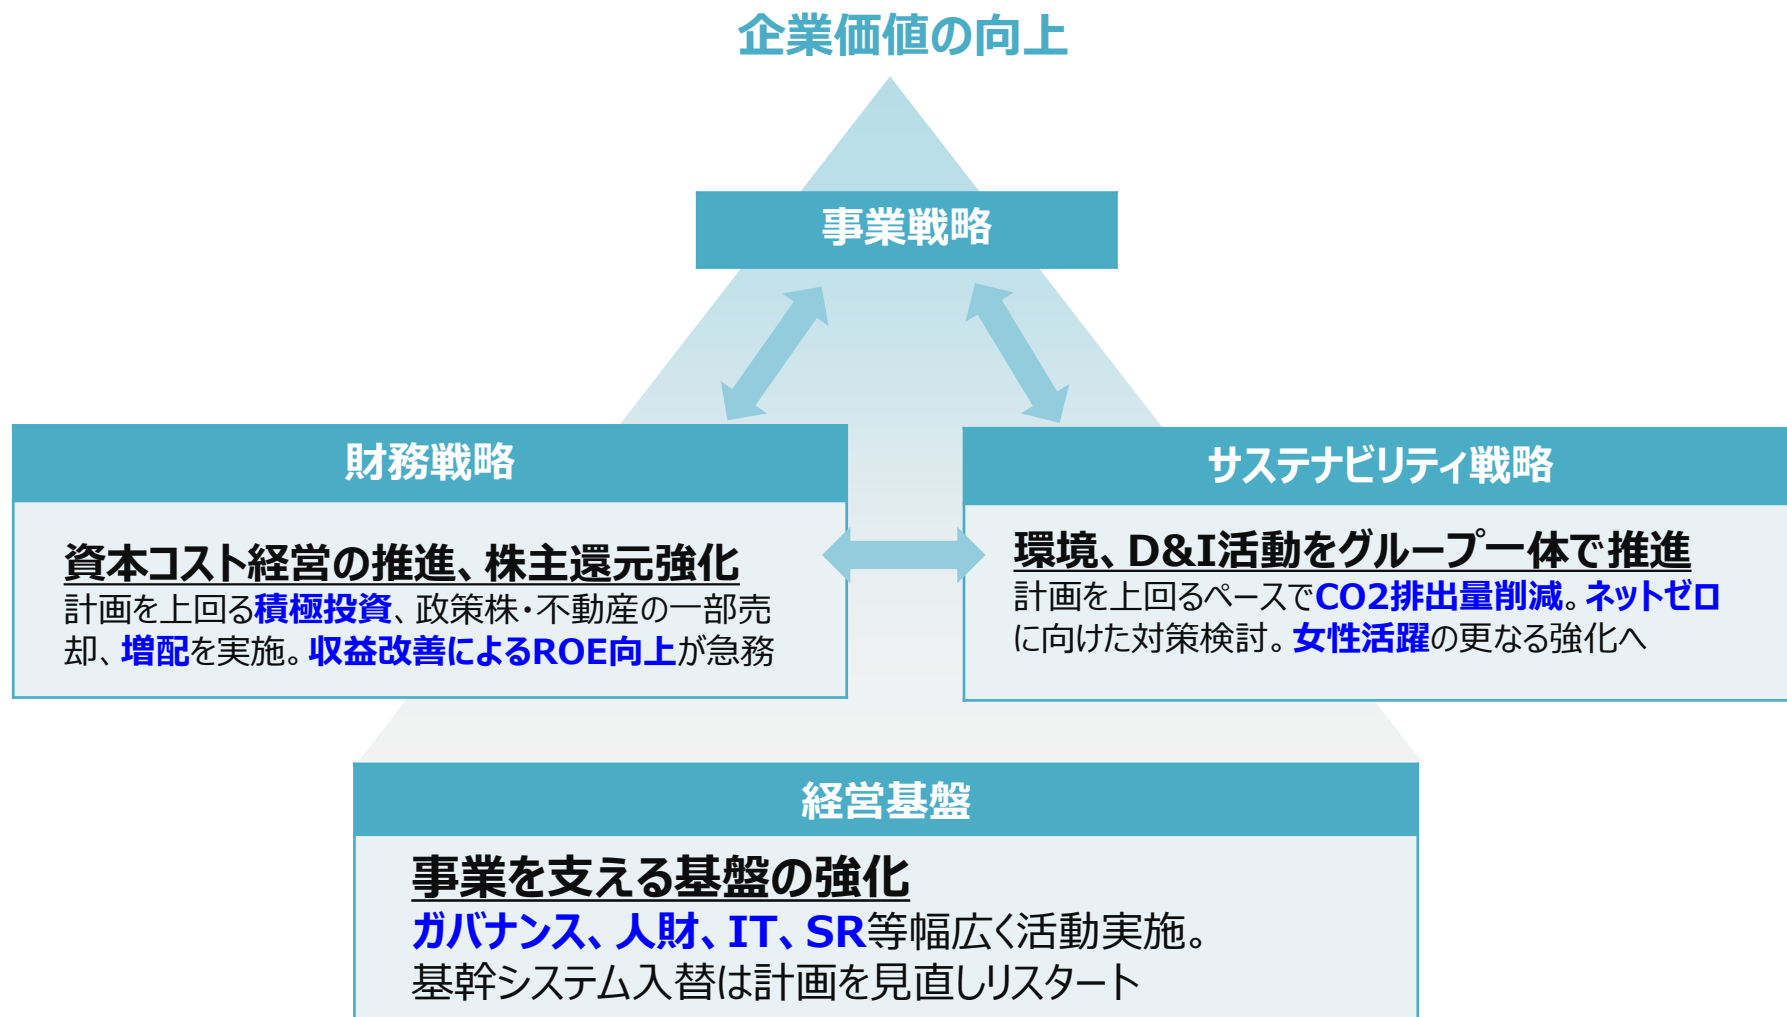 企業価値の向上
事業戦略
財務戦略
資本コスト経営の推進、株主還元強化
計画を上回る積極投資、政策株・不動産の一部売
却、増配を実施。収益改善によるROE向上が急務
サステナビリティ戦略
環境、D&I活動をグループ一体で推進
計画を上回るペースでCO2排出量削減。ネットゼロ
に向けた対策検討。女性活躍の更なる強化へ
経営基盤
事業を支える基盤の強化
ガバナンス、人財、IT、SR等幅広く活動実施。
基幹システム入替は計画を見直しリスタート